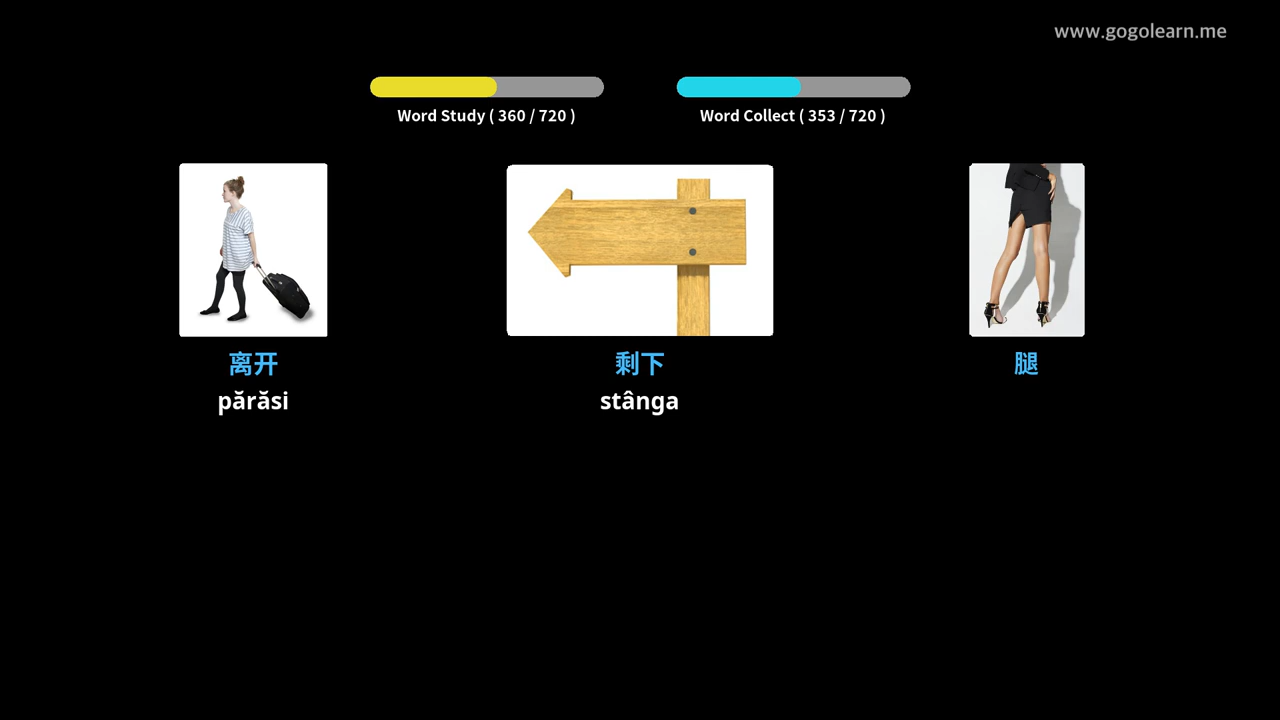 www.gogolearn.me
Word Study ( 360 / 720 )
Word Collect ( 353 / 720 )
离开
剩下
腿
părăsi
stânga